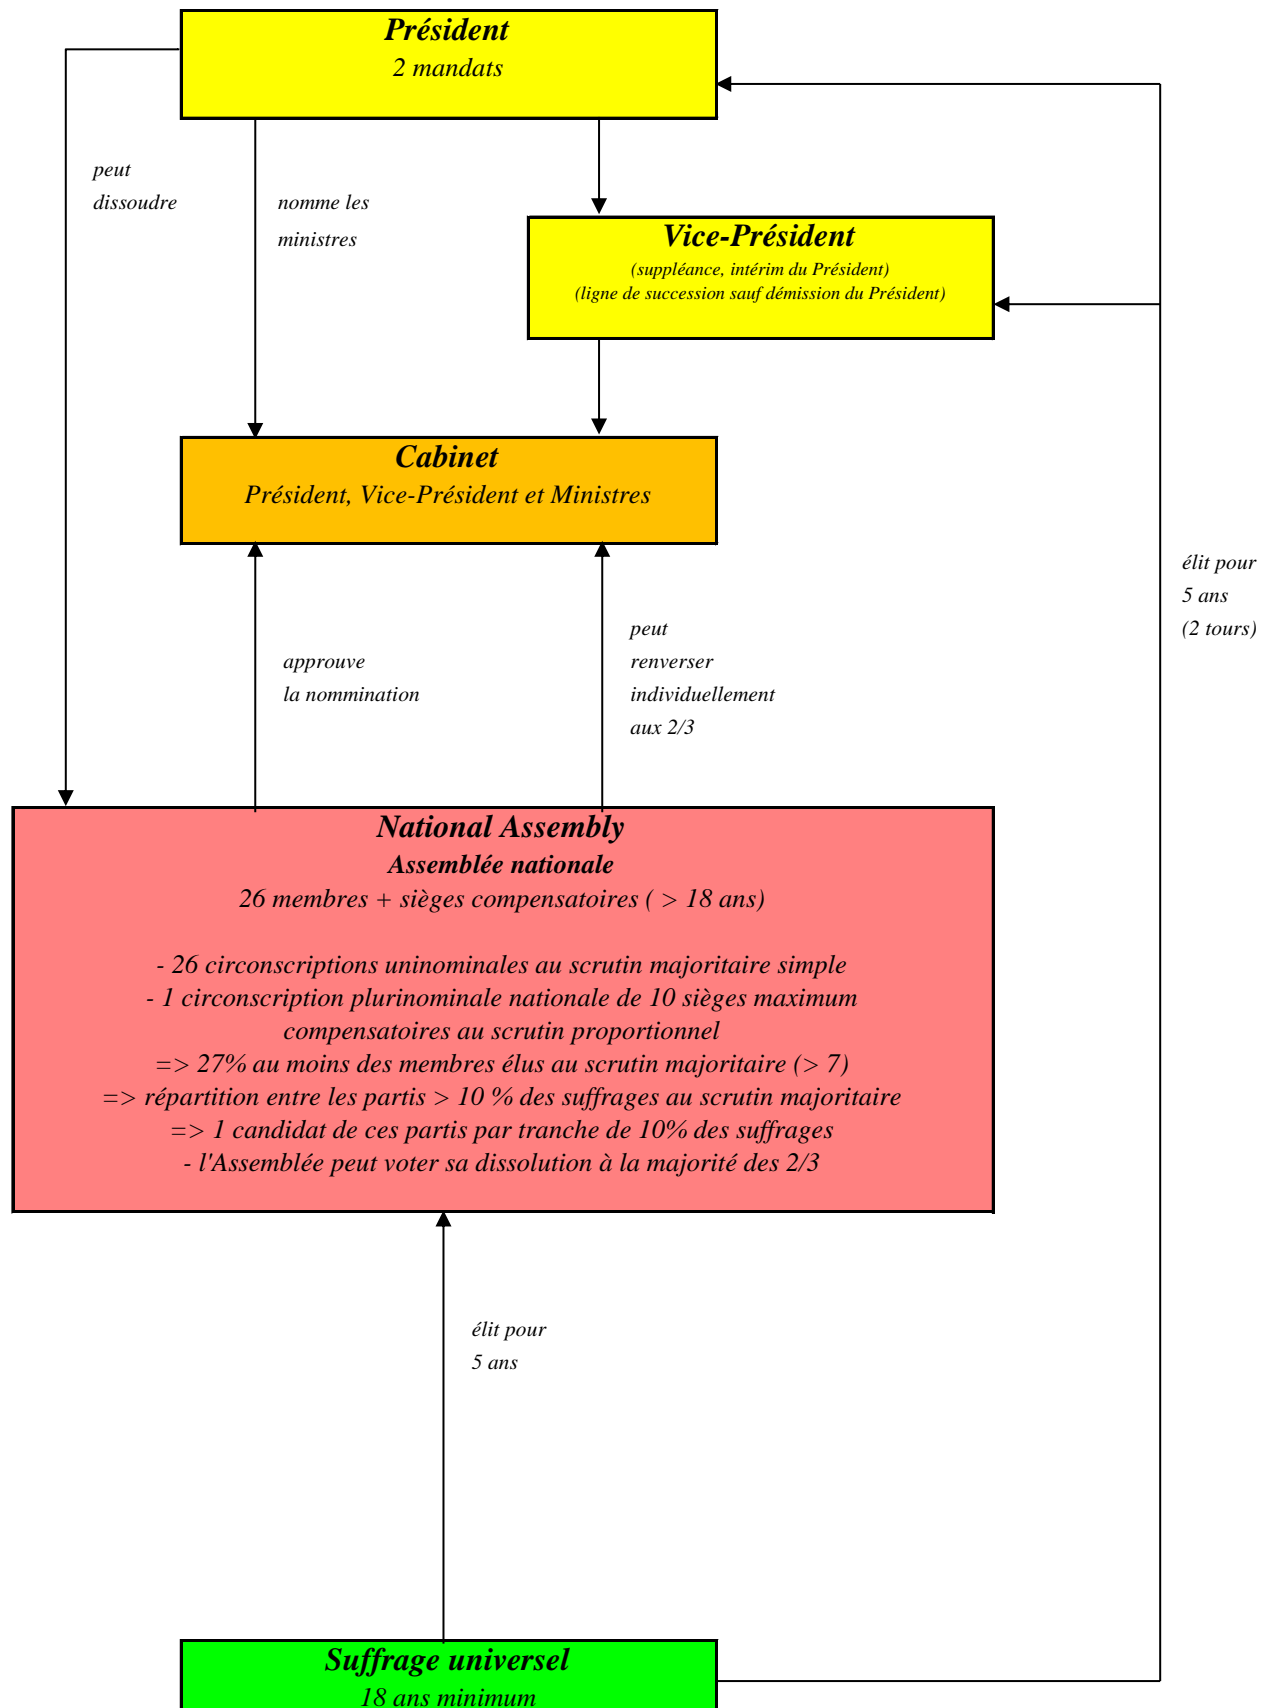 Président
2 mandats
peut
dissoudre
nomme les
ministres
Vice-Président
(suppléance, intérim du Président)
(ligne de succession sauf démission du Président)
Cabinet
Président, Vice-Président et Ministres
élit pour
5 ans
(2 tours)
approuve
la nommination
peut
renverser
individuellement
aux 2/3
National Assembly
Assemblée nationale
26 membres + sièges compensatoires ( > 18 ans)
- 26 circonscriptions uninominales au scrutin majoritaire simple
- 1 circonscription plurinominale nationale de 10 sièges maximum
compensatoires au scrutin proportionnel
=> 27% au moins des membres élus au scrutin majoritaire (> 7)
=> répartition entre les partis > 10 % des suffrages au scrutin majoritaire
=> 1 candidat de ces partis par tranche de 10% des suffrages
- l'Assemblée peut voter sa dissolution à la majorité des 2/3
élit pour
5 ans
Suffrage universel
18 ans minimum